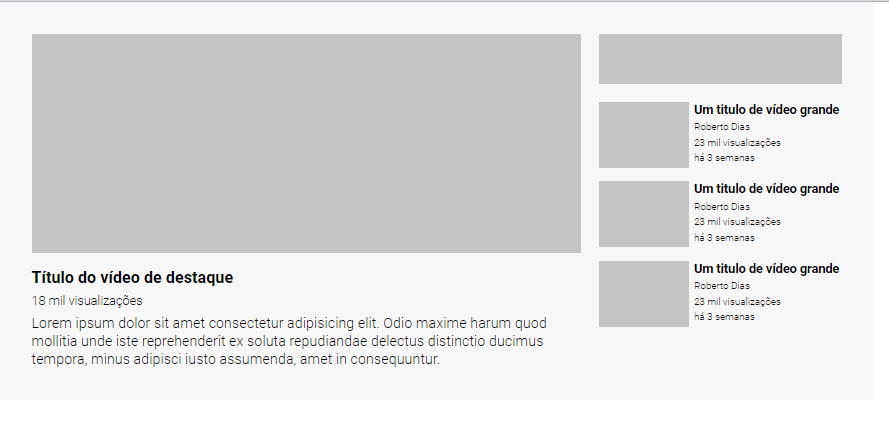 Título do vídeo de destaque
18 mil visualizações
Lorem ipsum dolor sit amet consectetur adipisicing elit. Odio maxime harum quod
mollitia unde iste reprehenderit ex soluta repudiandae delectus distinctio ducimus
tempora, minus adipisci iusto assumenda, amet in consequuntur.
Um titulo de vídeo grande
Roberto Dias
23 mil visualizações
há 3 semanas
Um titulo de vídeo grande
Roberto Dias
23 mil visualizações
há 3 semanas
Um titulo de vídeo grande
Roberto Dias
23 mil visualizações
há 3 semanas